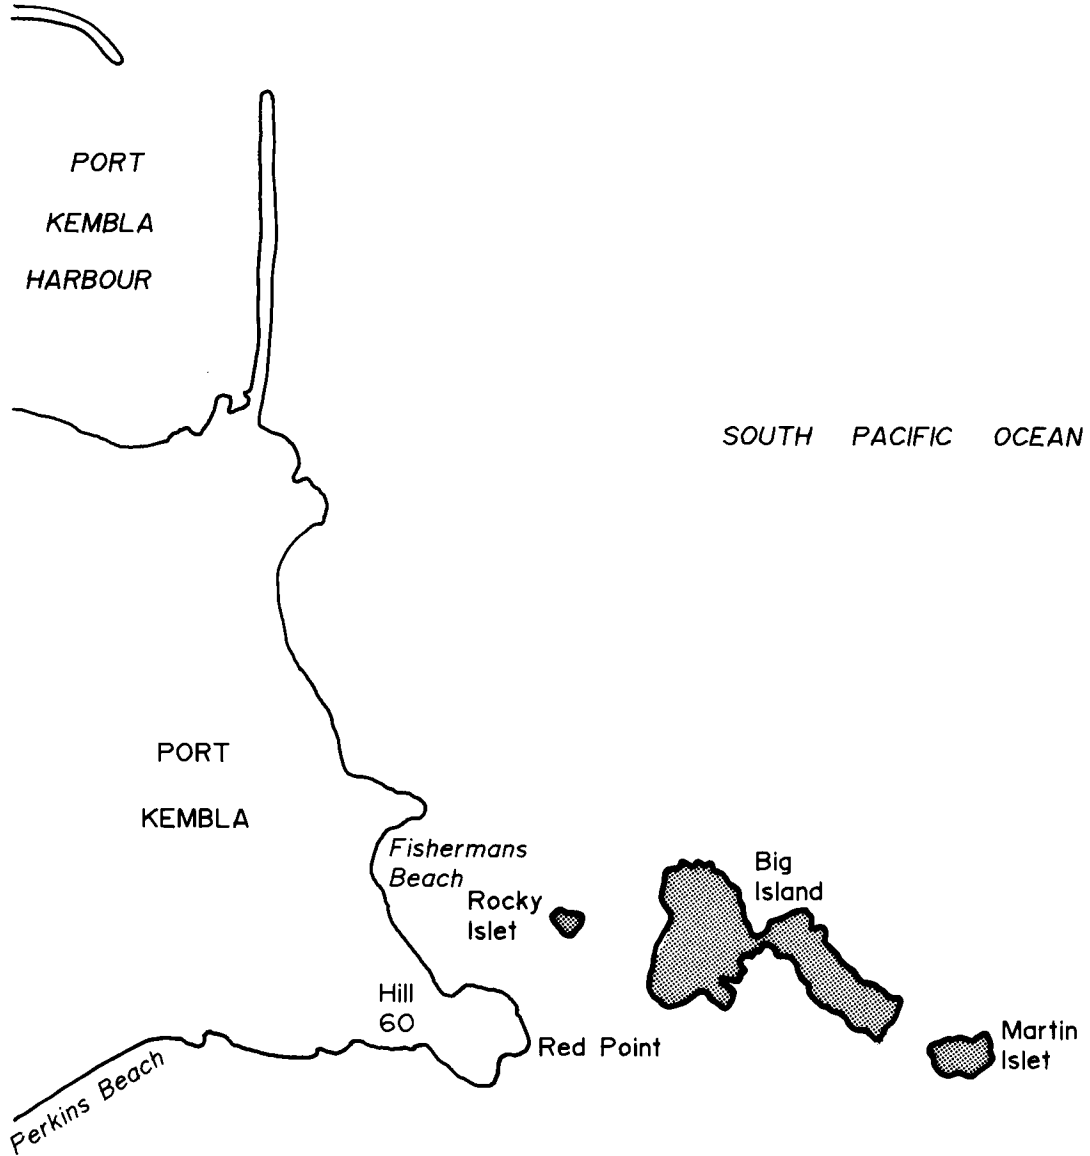 PORT
KEMBLA
HARBOUR
SOUTH PACIFIC OCEAN
PORT
KEMBLA
Fishermans
Beach
Rocky
Islet
Big
Island
Hill
60
Red Point
Martin
Islet
Perkins Beach